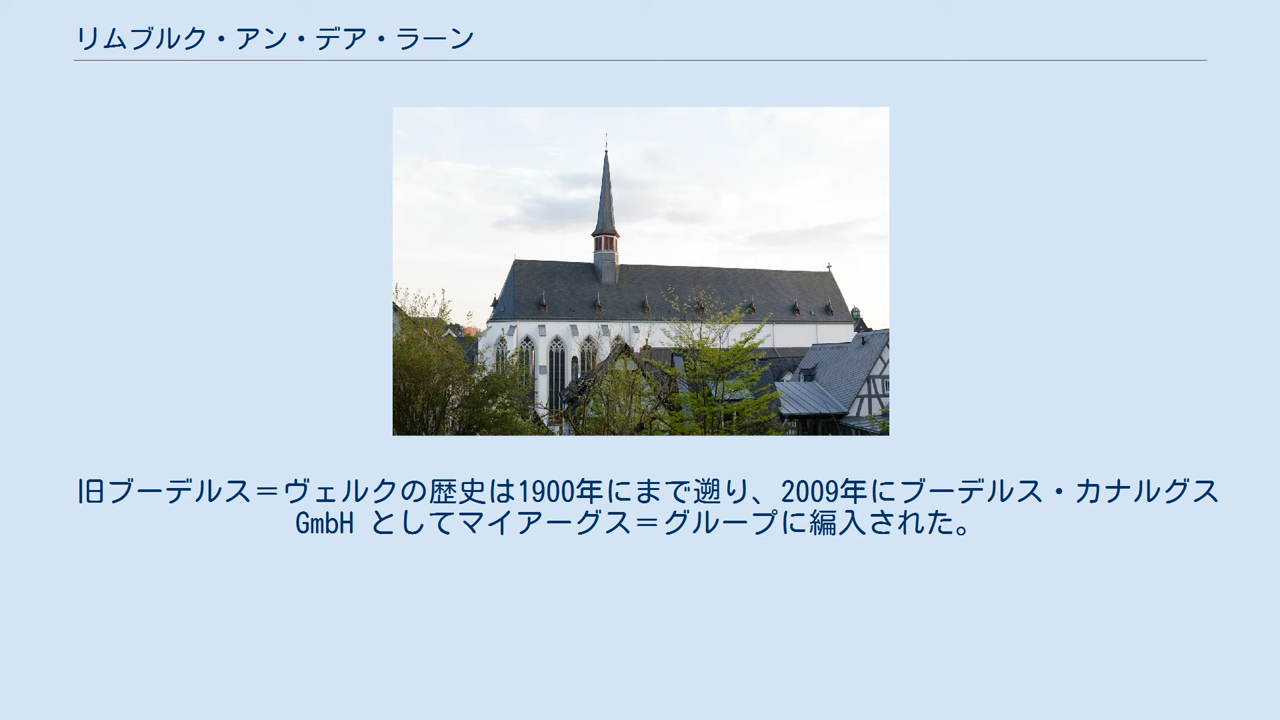 リムブルク・アン・デア・ラーン
旧ブーデルス＝ヴェルクの歴史は1900年にまで遡り、2009年にブーデルス・カナルグス
GmbH としてマイアーグス＝グループに編入された。